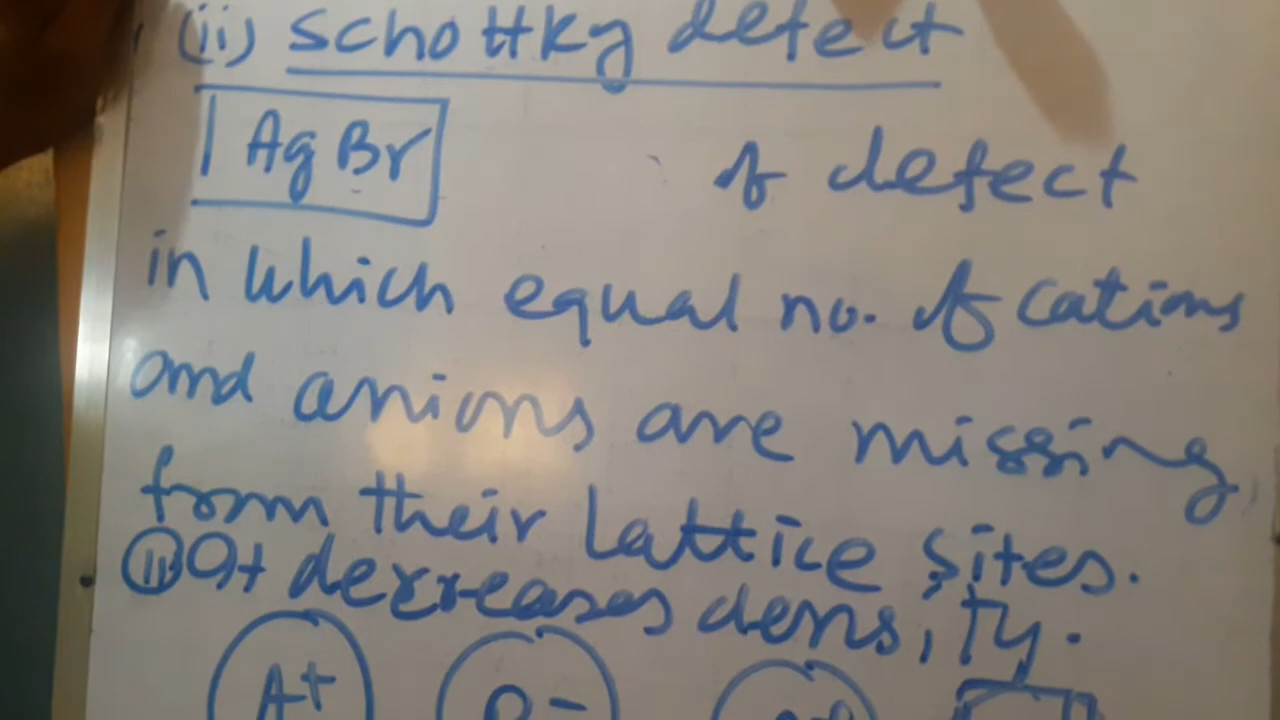 (ii) Schottky defect
AgBr of defect
in which equal no. of cations
and anions are missing
from their Lattice sites.
(ii) It decreases density.
A+